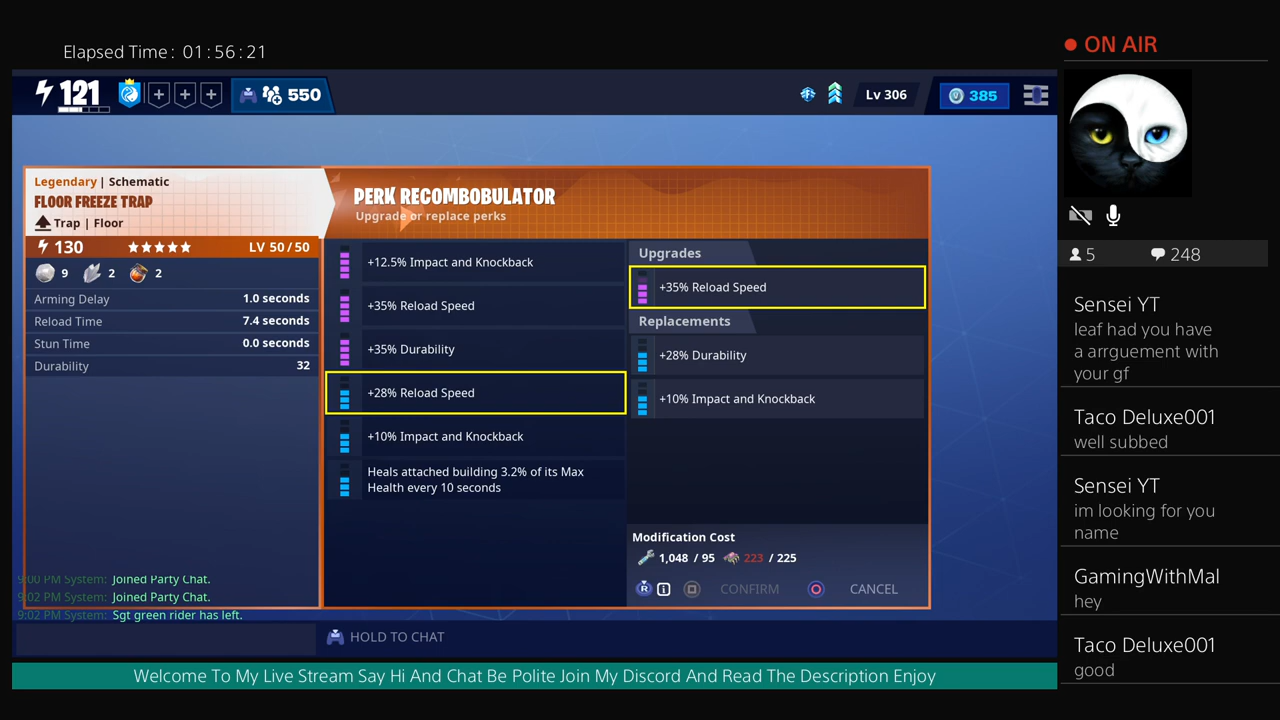 Elapsed Time: 01:56:21
ON AIR
121
550
Lv 306
385
Legendary | Schematic
FLOOR FREEZE TRAP
Trap | Floor
130
LV 50/50
9 2 2
Arming Delay 1.0 seconds
Reload Time 7.4 seconds
Stun Time 0.0 seconds
Durability 32
PERK RECOMBOBULATOR
Upgrade or replace perks
+12.5% Impact and Knockback
+35% Reload Speed
+35% Durability
+28% Reload Speed
+10% Impact and Knockback
Heals attached building 3.2% of its Max
Health every 10 seconds
Upgrades
+35% Reload Speed
Replacements
+28% Durability
+10% Impact and Knockback
Modification Cost
1,048 / 95 223 / 225
R i CONFIRM CANCEL
9:00 PM System: Joined Party Chat.
9:02 PM System: Joined Party Chat.
9:02 PM System: Sgt green rider has left.
HOLD TO CHAT
Welcome To My Live Stream Say Hi And Chat Be Polite Join My Discord And Read The Description Enjoy
5 248
Sensei YT
leaf had you have
a arrguement with
your gf
Taco Deluxe001
well subbed
Sensei YT
im looking for you
name
GamingWithMal
hey
Taco Deluxe001
good